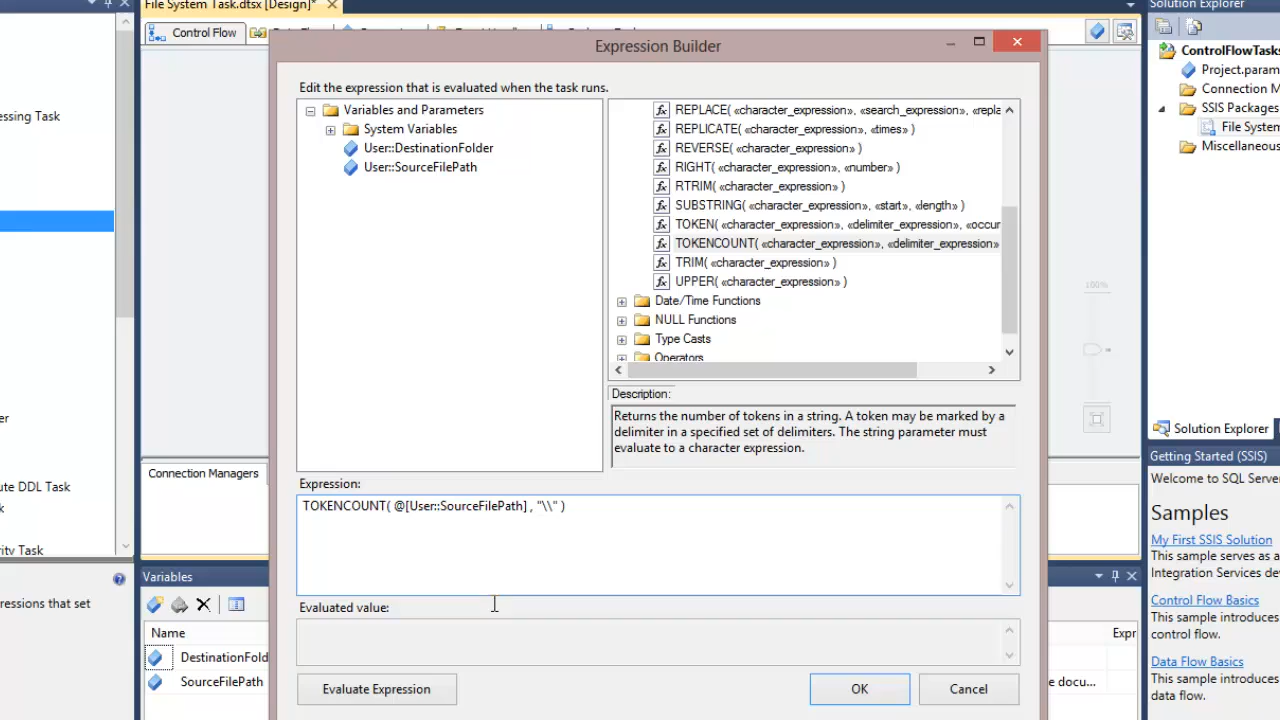 File System Task.dtsx [Design]*
Solution Explorer
Control Flow
Expression Builder
ControlFlowTasks
Project.param
Connection M
SSIS Packages
File System
Miscellaneous
essing Task
er
ute DDL Task
k
rity Task
ressions that set
Edit the expression that is evaluated when the task runs.
Variables and Parameters
System Variables
User::DestinationFolder
User::SourceFilePath
REPLACE( «character_expression», «search_expression», «repla
REPLICATE( «character_expression», «times» )
REVERSE( «character_expression» )
RIGHT( «character_expression», «number» )
RTRIM( «character_expression» )
SUBSTRING( «character_expression», «start», «length» )
TOKEN( «character_expression», «delimiter_expression», «occur
TOKENCOUNT( «character_expression», «delimiter_expression»
TRIM( «character_expression» )
UPPER( «character_expression» )
Date/Time Functions
NULL Functions
Type Casts
Operators
Description:
Returns the number of tokens in a string. A token may be marked by a
delimiter in a specified set of delimiters. The string parameter must
evaluate to a character expression.
100%
Connection Managers
Expression:
TOKENCOUNT( @[User::SourceFilePath] , "\\" )
Evaluated value:
Evaluate Expression
OK
Cancel
Variables
Name
Expr
DestinationFold
SourceFilePath
e docu...
Solution Explorer
Getting Started (SSIS)
Welcome to SQL Server
Samples
My First SSIS Solution
This sample serves as a
Integration Services de
Control Flow Basics
This sample introduces
control flow.
Data Flow Basics
This sample introduces
data flow.